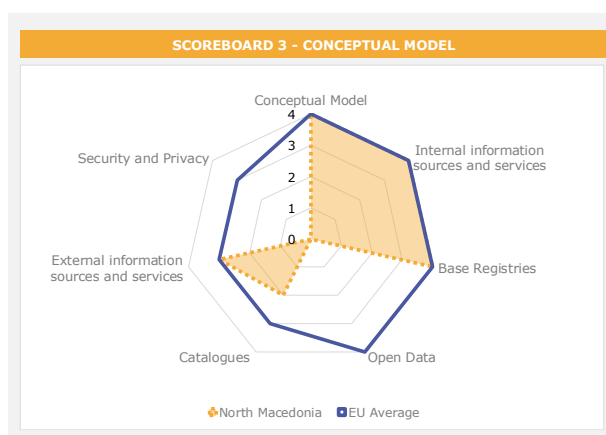 SCOREBOARD 3 - CONCEPTUAL MODEL
Conceptual Model
4
3
2
1
0
Internal information
sources and services
Security and Privacy
External information
sources and services
Base Registries
Catalogues
Open Data
North Macedonia
EU Average